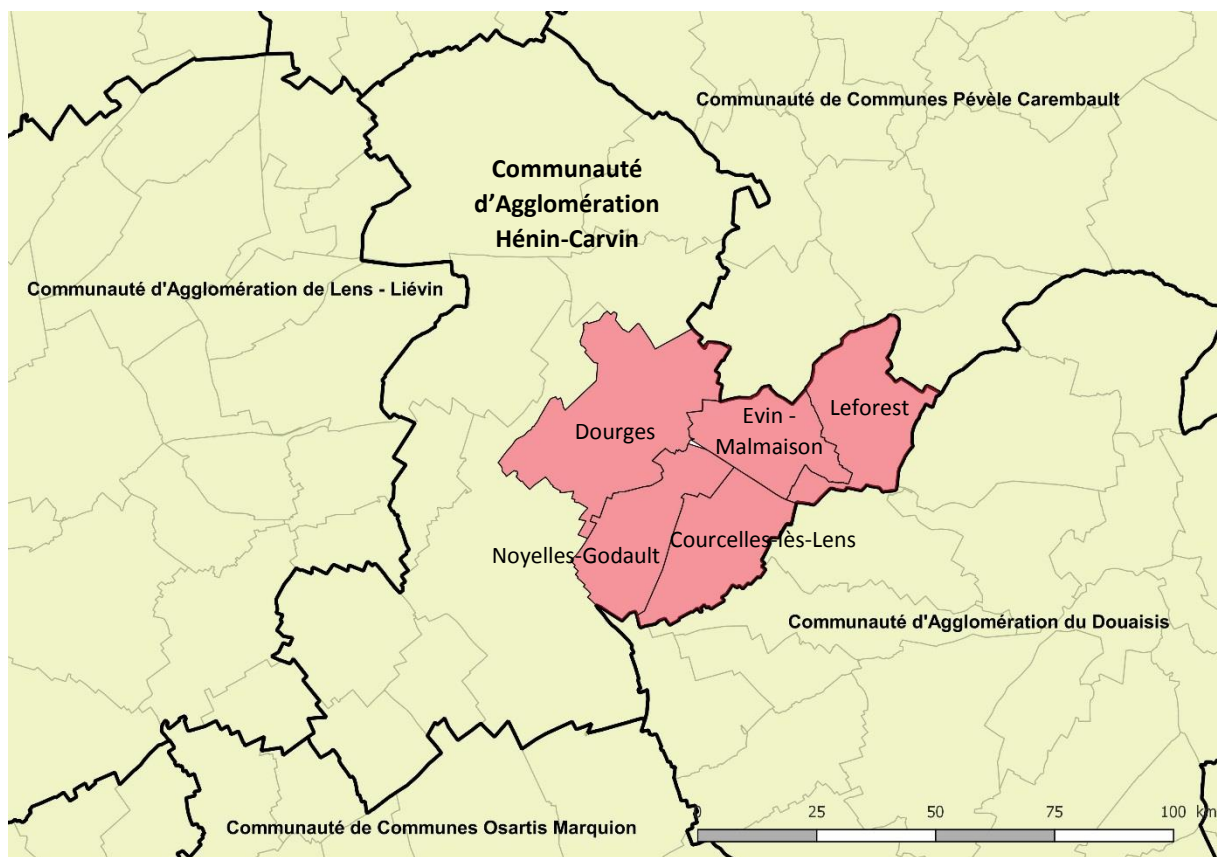 Communauté de Communes Pévèle Carembault
Communauté
d’Agglomération
Hénin-Carvin
Communauté d'Agglomération de Lens - Liévin
Dourges
Evin -
Malmaison
Leforest
Noyelles-Godault
Courcelles-lès-Lens
Communauté d'Agglomération du Douaisis
Communauté de Communes Osartis Marquion
0 25 50 75 100 km